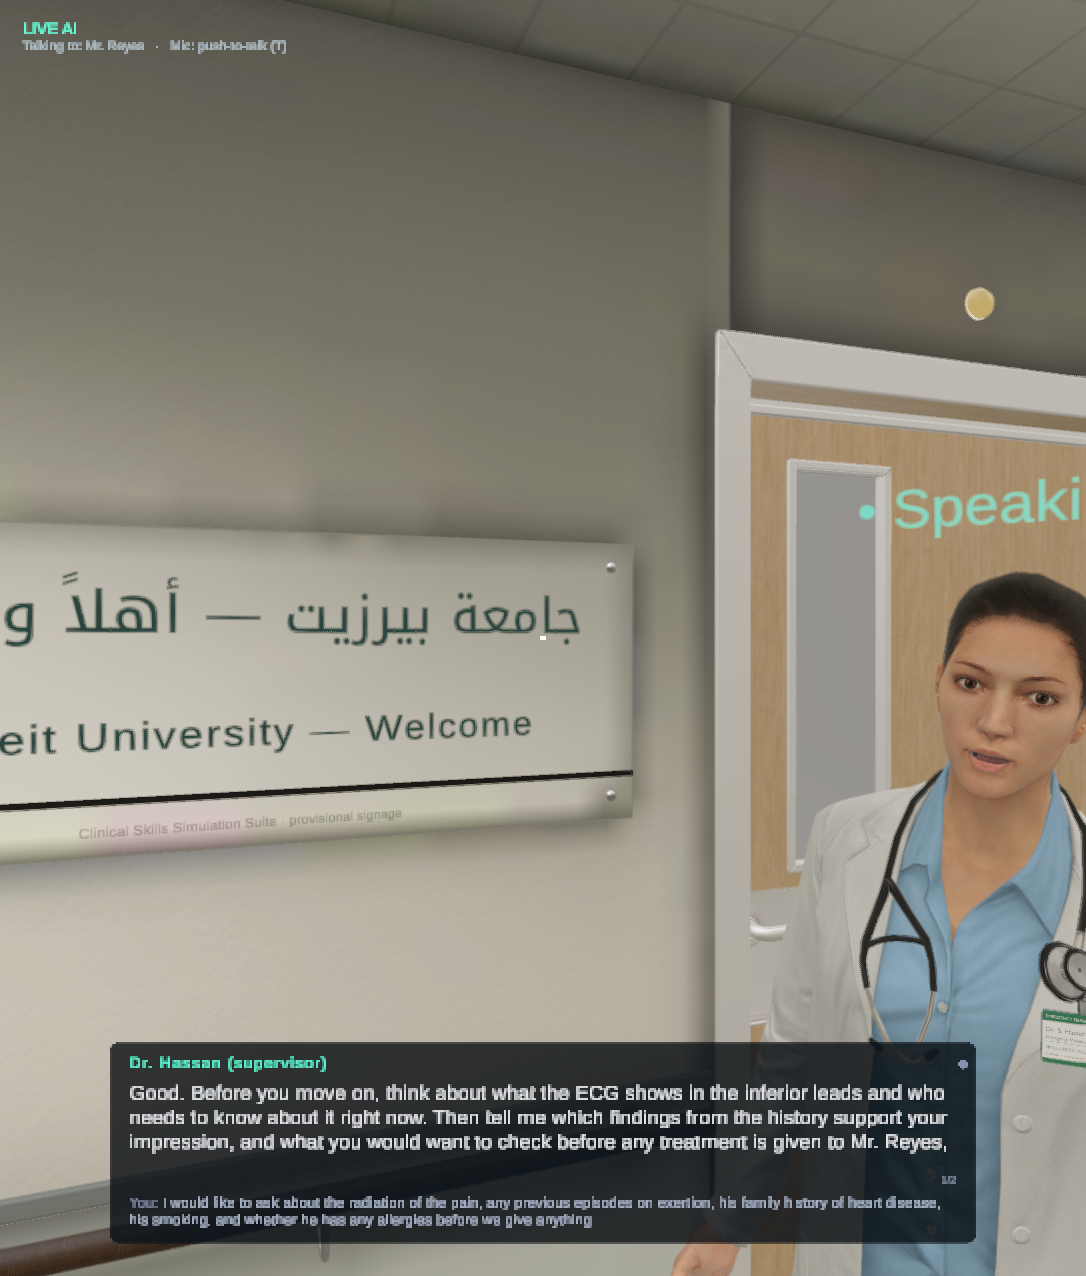 LIVE AI
Talking to: Mr. Reyes · Mic: push-to-talk (T)
• Speaki
جامعة بيرزيت — أهلاً و
eit University — Welcome
Clinical Skills Simulation Suite · provisional signage
Dr. Hassan (supervisor)
Good. Before you move on, think about what the ECG shows in the inferior leads and who
needs to know about it right now. Then tell me which findings from the history support your
impression, and what you would want to check before any treatment is given to Mr. Reyes,
1/2
You: I would like to ask about the radiation of the pain, any previous episodes on exertion, his family history of heart disease,
his smoking, and whether he has any allergies before we give anything